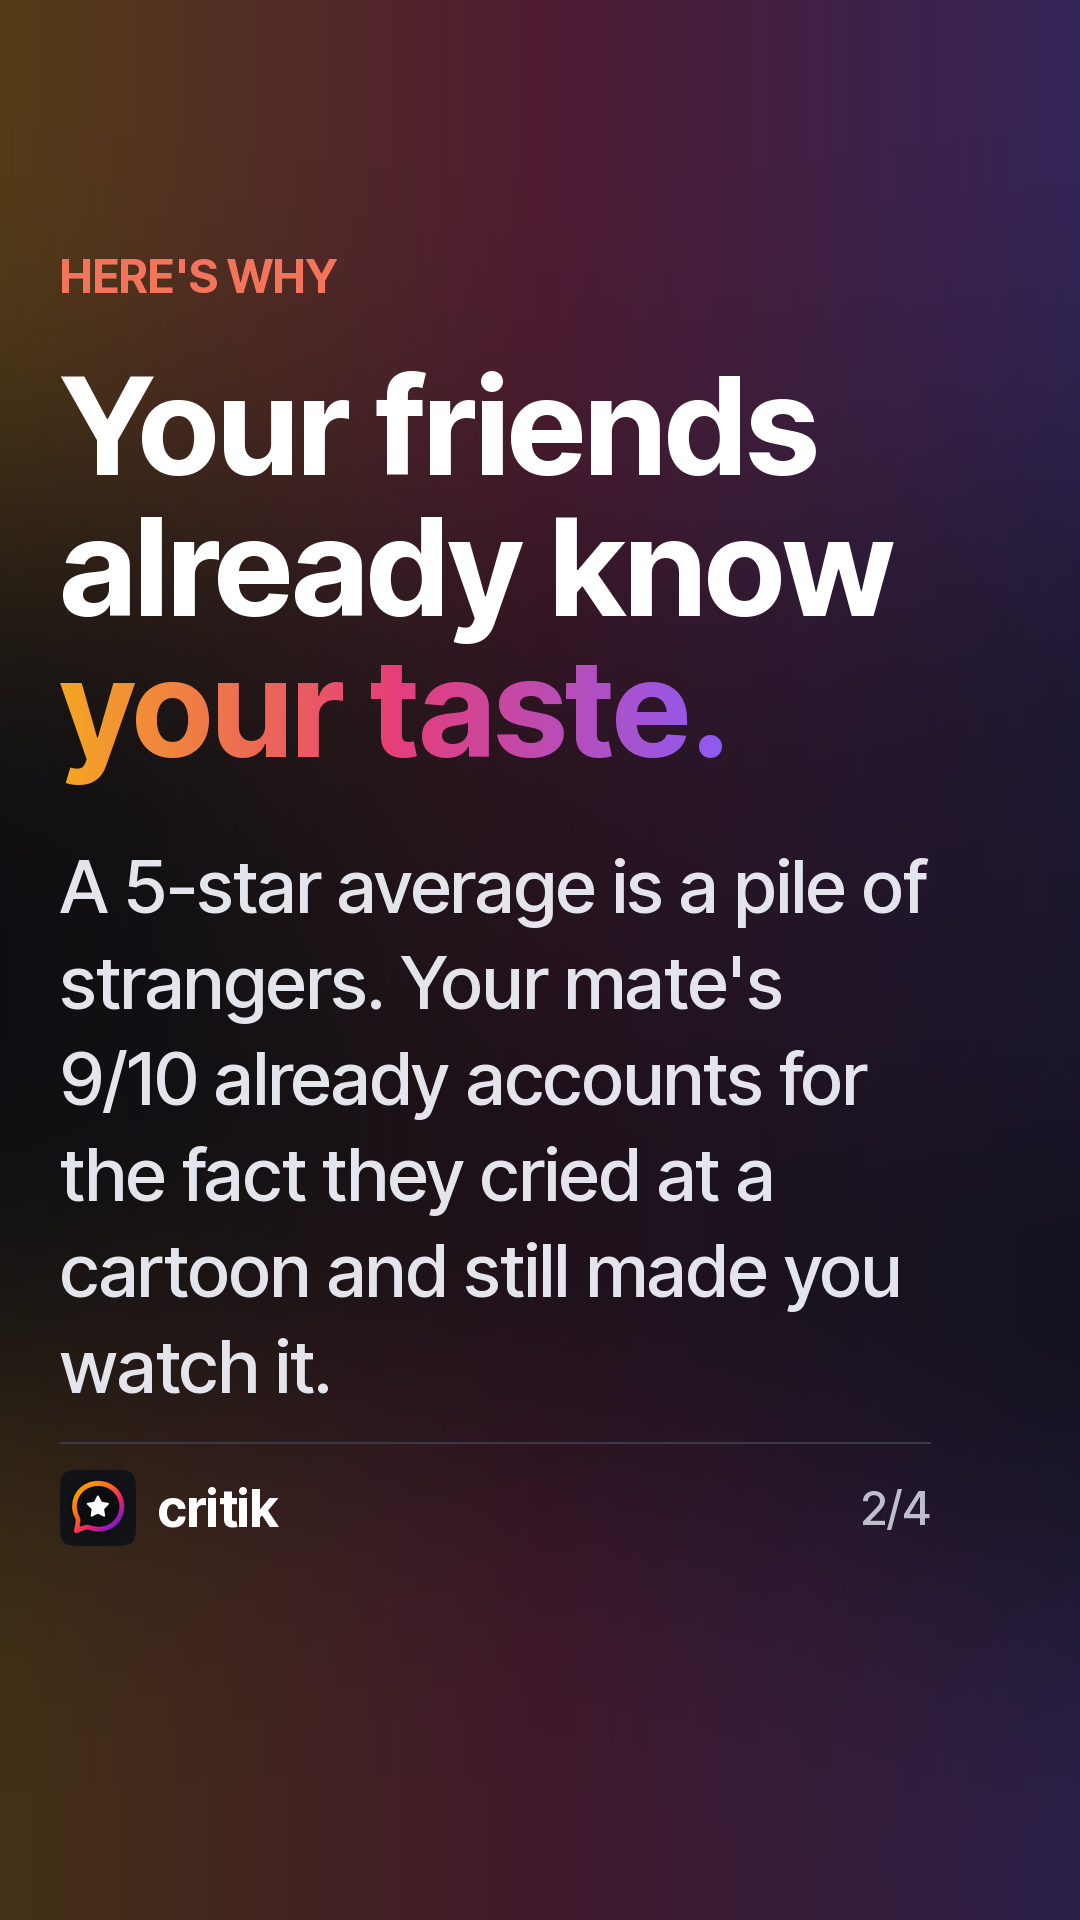 HERE'S WHY
Your friends
already know
your taste.
A 5-star average is a pile of
strangers. Your mate's
9/10 already accounts for
the fact they cried at a
cartoon and still made you
watch it.
critik
2/4